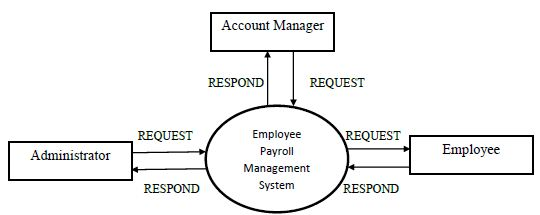 Account Manager
RESPOND
REQUEST
REQUEST
Employee
Payroll
Management
System
REQUEST
Administrator
Employee
RESPOND
RESPOND